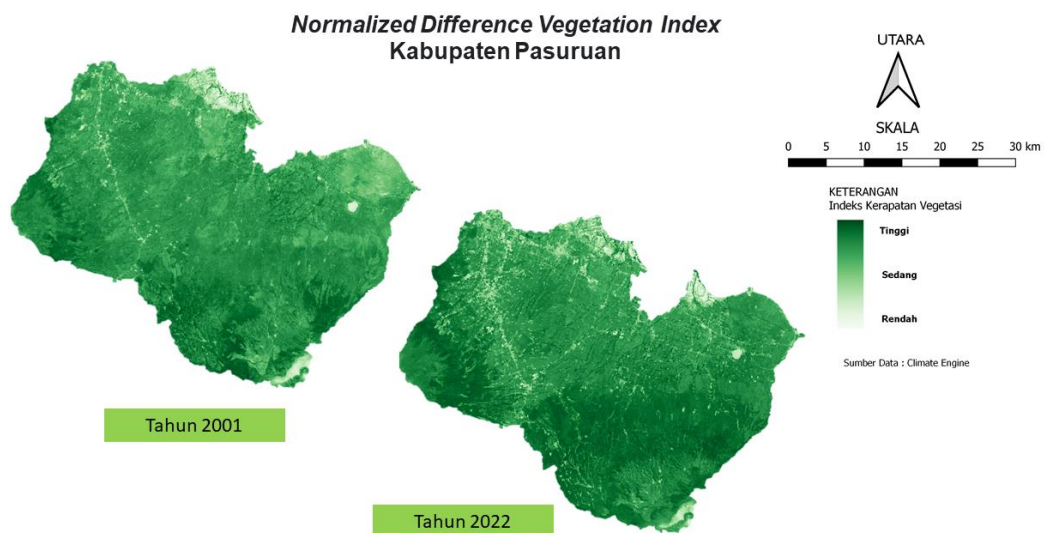 Normalized Difference Vegetation Index
Kabupaten Pasuruan
UTARA
SKALA
0 5 10 15 20 25 30 km
KETERANGAN
Indeks Kerapatan Vegetasi
Tinggi
Sedang
Rendah
Sumber Data : Climate Engine
Tahun 2001
Tahun 2022